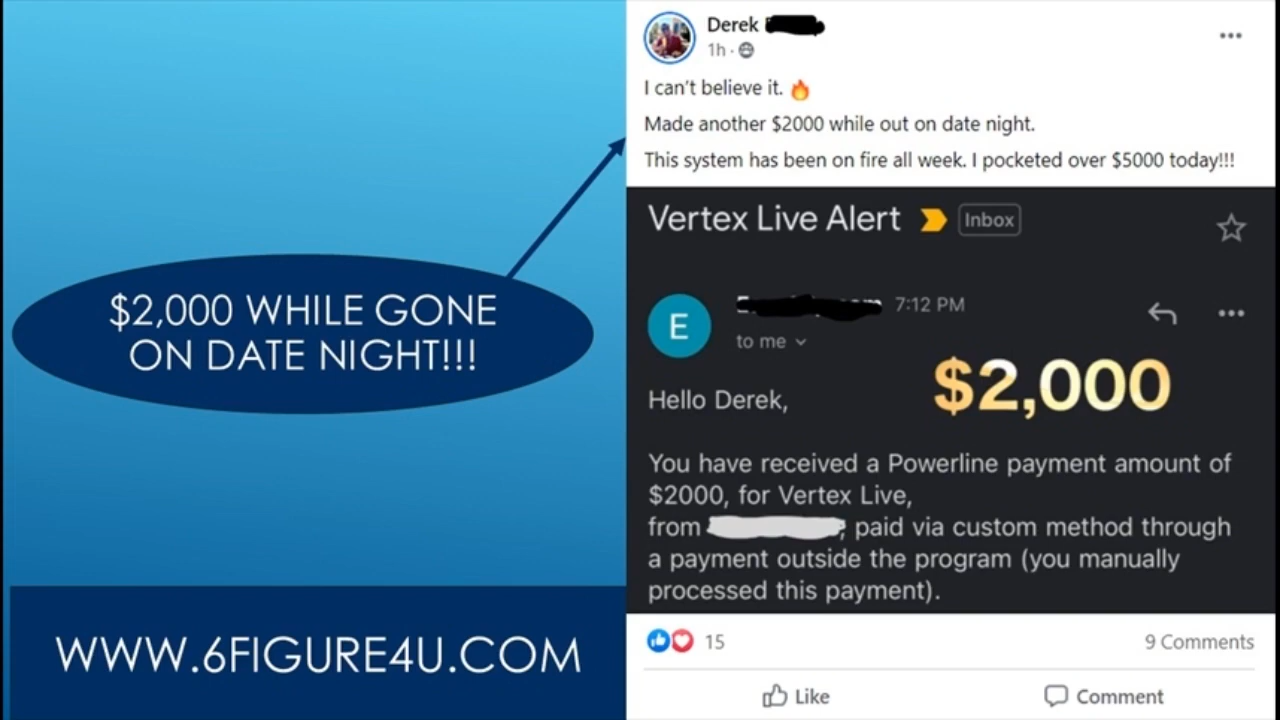 $2,000 WHILE GONE
ON DATE NIGHT!!!
WWW.6FIGURE4U.COM
Derek
1h ·
I can't believe it. 🔥
Made another $2000 while out on date night.
This system has been on fire all week. I pocketed over $5000 today!!!
Vertex Live Alert Inbox
E
7:12 PM
to me
$2,000
Hello Derek,
You have received a Powerline payment amount of
$2000, for Vertex Live,
from paid via custom method through
a payment outside the program (you manually
processed this payment).
15
9 Comments
Like
Comment